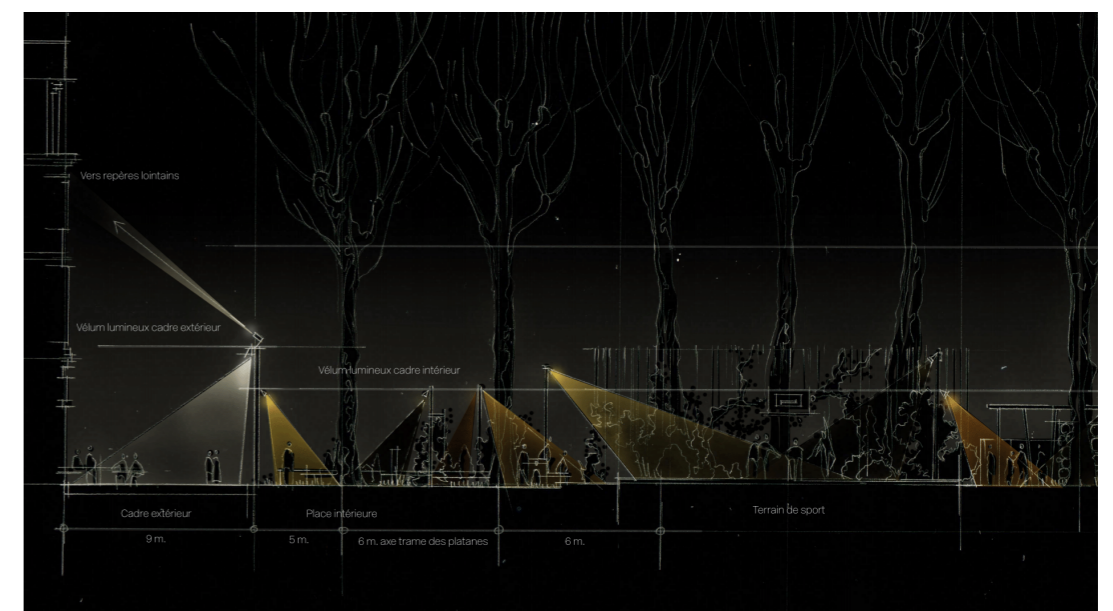 Vers repères lointains
Vélum lumineux cadre extérieur
Vélum lumineux cadre intérieur
Cadre extérieur
Place intérieure
Terrain de sport
9 m.
5 m.
6 m. axe trame des platanes
6 m.